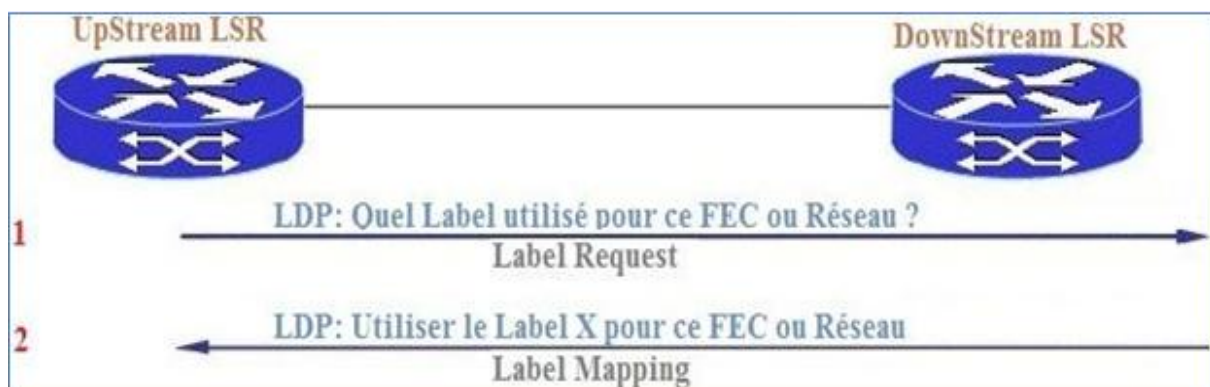 UpStream LSR
DownStream LSR
1
LDP: Quel Label utilisé pour ce FEC ou Réseau ?
Label Request
2
LDP: Utiliser le Label X pour ce FEC ou Réseau
Label Mapping